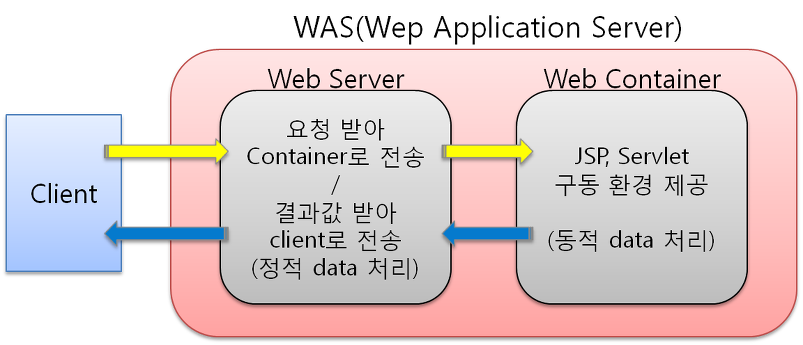 WAS(Wep Application Server)
Web Server
Web Container
Client
요청 받아
Container로 전송
/
결과값 받아
client로 전송
(정적 data 처리)
JSP, Servlet
구동 환경 제공
(동적 data 처리)